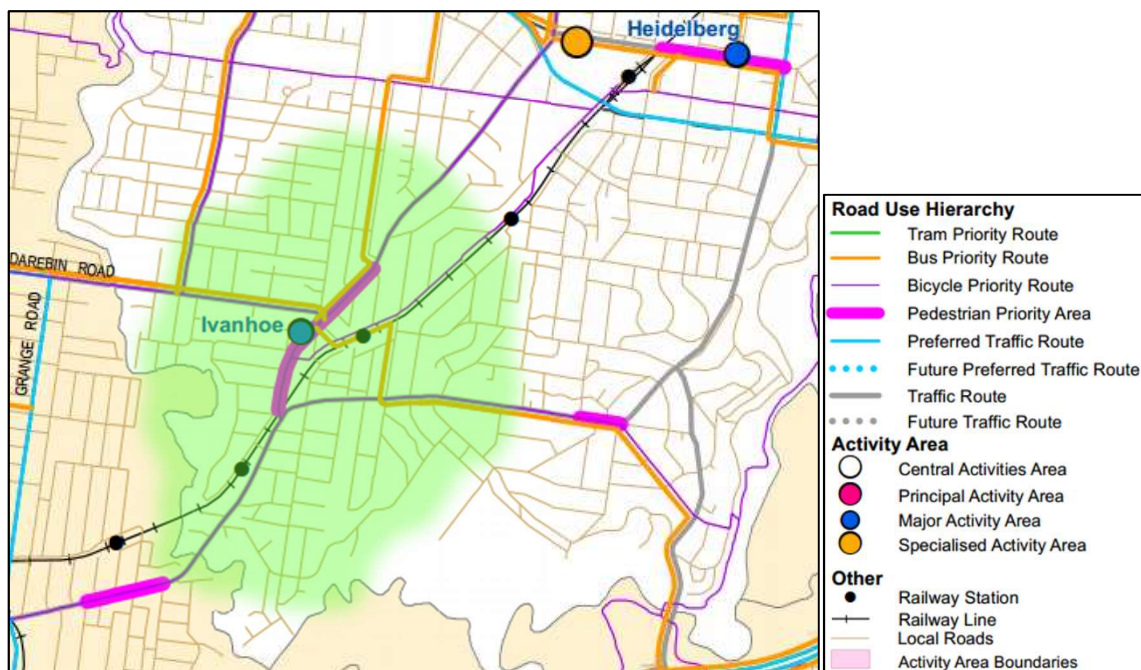 Heidelberg
DAREBIN ROAD
GRANGE ROAD
Ivanhoe
Road Use Hierarchy
Tram Priority Route
Bus Priority Route
Bicycle Priority Route
Pedestrian Priority Area
Preferred Traffic Route
Future Preferred Traffic Route
Traffic Route
Future Traffic Route
Activity Area
Central Activities Area
Principal Activity Area
Major Activity Area
Specialised Activity Area
Other
Railway Station
Railway Line
Local Roads
Activity Area Boundaries